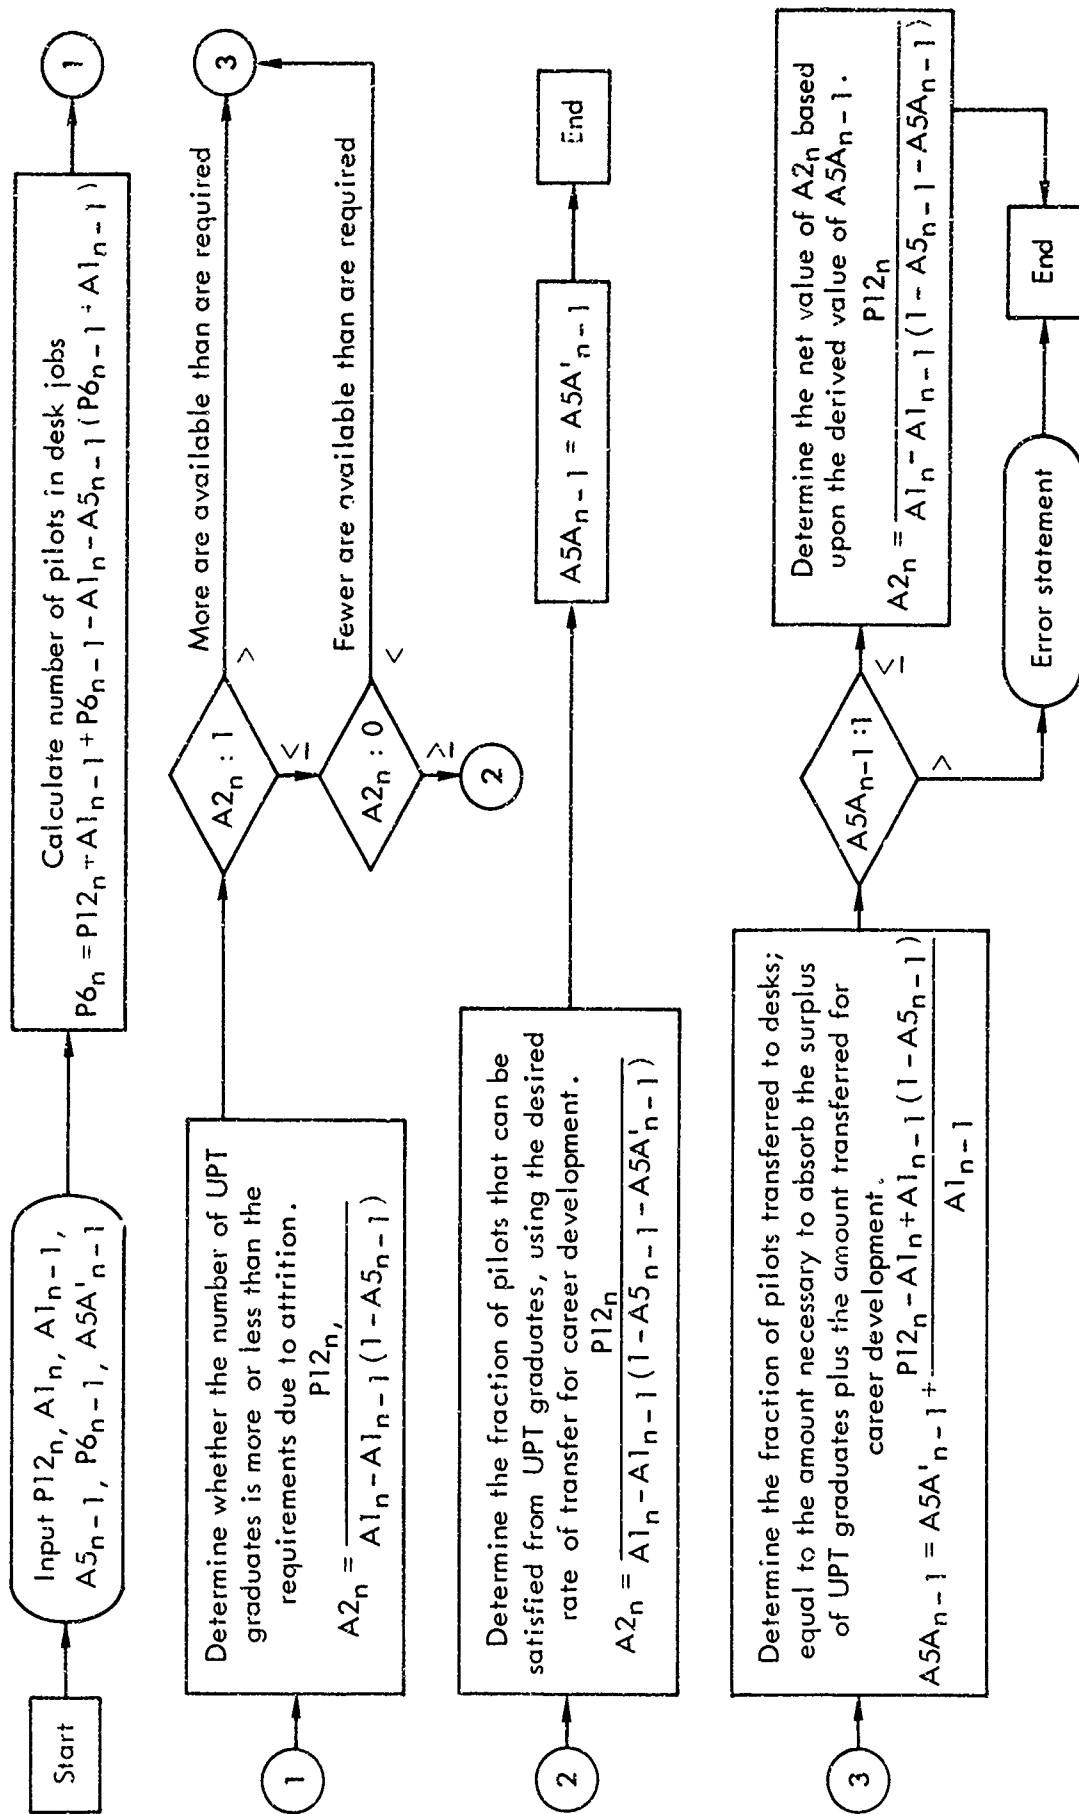 Start
Input P12n, A1n, A1n-1,
A5n-1, P6n-1, A5A'n-1
Calculate number of pilots in desk jobs
P6n = P12n + A1n-1 + P6n-1 - A1n - A5n-1 (P6n-1 + A1n-1)
1
1
Determine whether the number of UPT
graduates is more or less than the
requirements due to attrition.
P12n,
A2n =
A1n - A1n-1 (1 - A5n-1)
A2n : 1
>
More are available than are required
3
≤
A2n : 0
<
Fewer are available than are required
≥
2
2
Determine the fraction of pilots that can be
satisfied from UPT graduates, using the desired
rate of transfer for career development.
P12n
A2n =
A1n - A1n-1 (1 - A5n-1 - A5A'n-1)
A5An-1 = A5A'n-1
End
3
Determine the fraction of pilots transferred to desks;
equal to the amount necessary to absorb the surplus
of UPT graduates plus the amount transferred for
career development.
P12n - A1n + A1n-1 (1 - A5n-1)
A5An-1 = A5A'n-1 +
A1n-1
A5An-1 : 1
≤
>
Determine the net value of A2n based
upon the derived value of A5An-1.
P12n
A2n =
A1n - A1n-1 (1 - A5n-1 - A5An-1)
Error statement
End